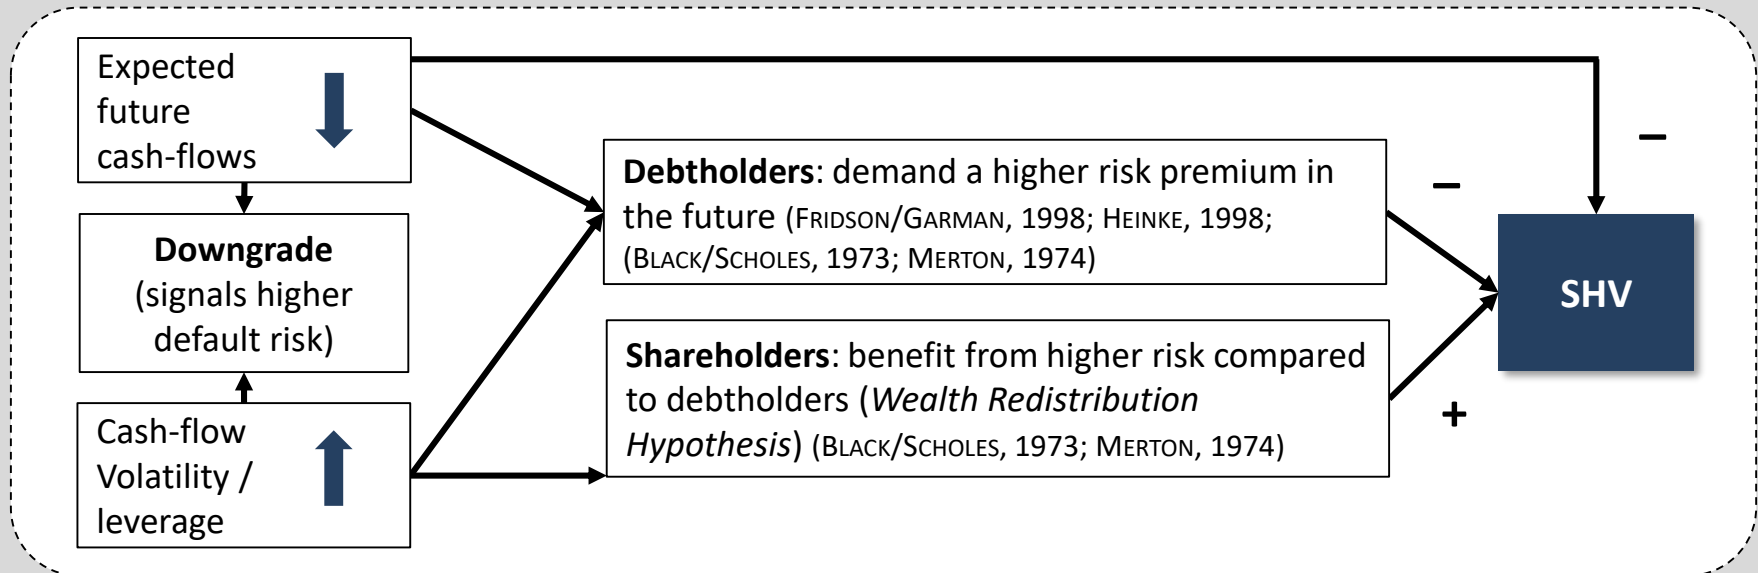 Expected
future
cash-flows
Downgrade
(signals higher
default risk)
Cash-flow
Volatility /
leverage
Debtholders: demand a higher risk premium in
the future (FRIDSON/GARMAN, 1998; HEINKE, 1998;
(BLACK/SCHOLES, 1973; MERTON, 1974)
Shareholders: benefit from higher risk compared
to debtholders (Wealth Redistribution
Hypothesis) (BLACK/SCHOLES, 1973; MERTON, 1974)
–
–
+
SHV